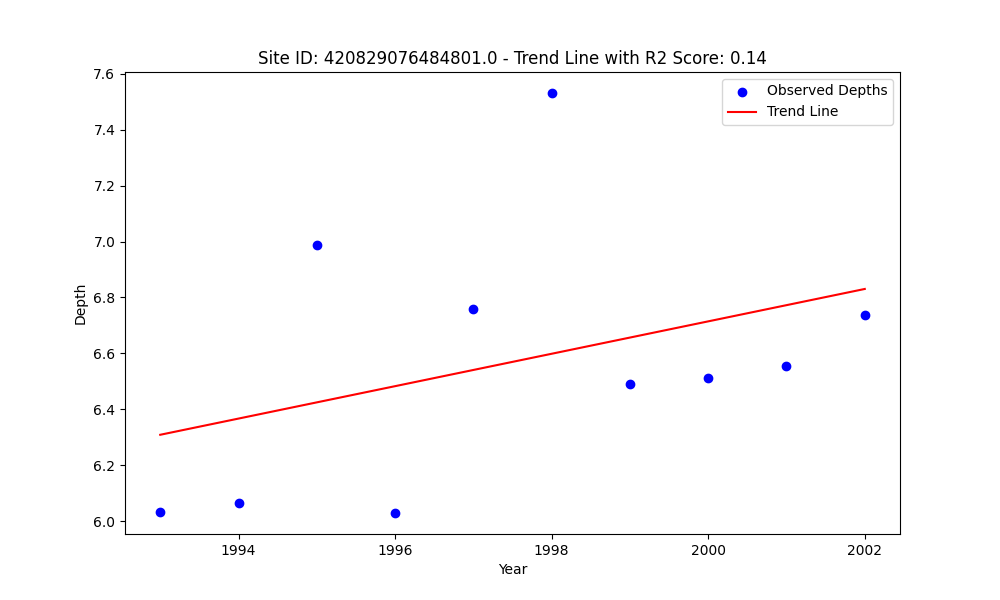 Site ID: 420829076484801.0 - Trend Line with R2 Score: 0.14
Observed Depths
Trend Line
7.6
7.4
7.2
7.0
6.8
6.6
6.4
6.2
6.0
Depth
1994
1996
1998
2000
2002
Year